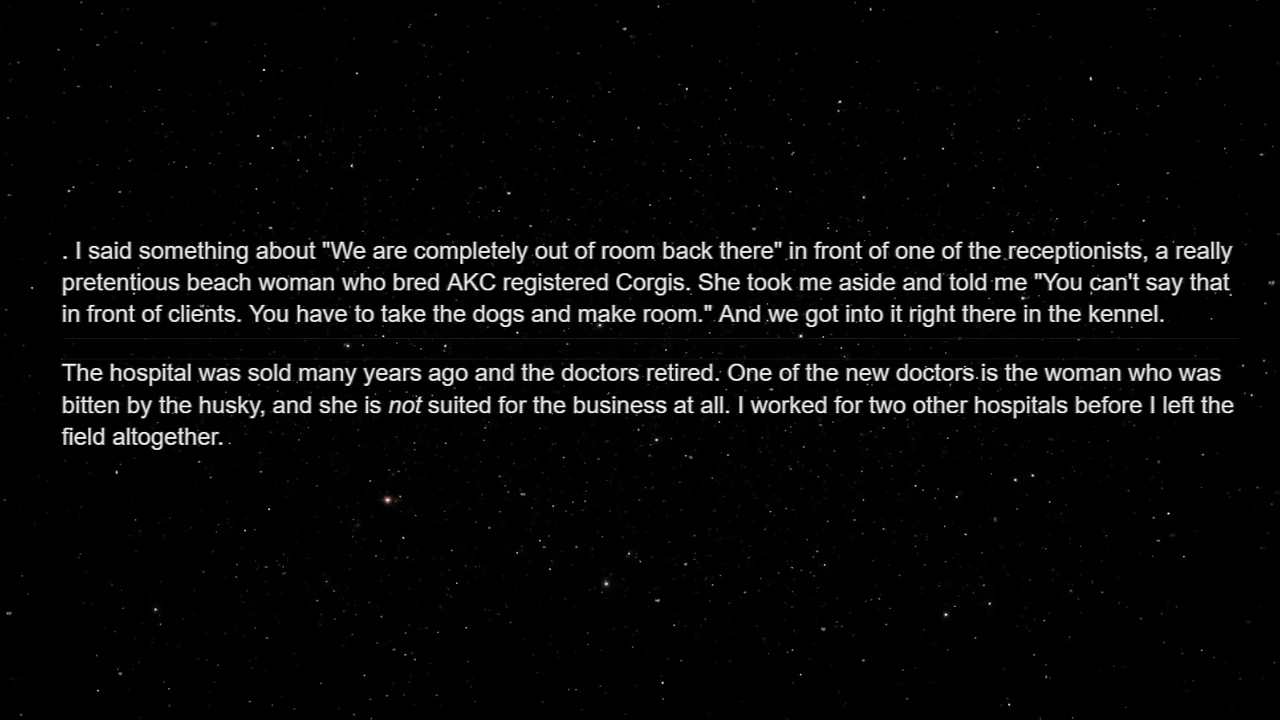 . I said something about "We are completely out of room back there" in front of one of the receptionists, a really
pretentious beach woman who bred AKC registered Corgis. She took me aside and told me "You can't say that
in front of clients. You have to take the dogs and make room." And we got into it right there in the kennel.
The hospital was sold many years ago and the doctors retired. One of the new doctors is the woman who was
bitten by the husky, and she is not suited for the business at all. I worked for two other hospitals before I left the
field altogether.